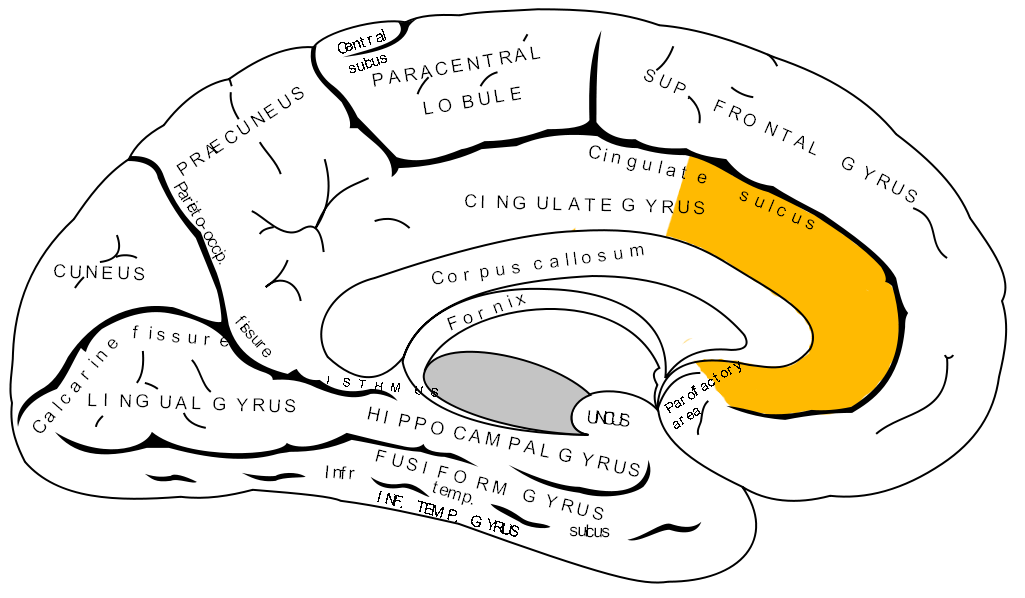 Central
sulcus
PARACENTRAL
LOBULE
SUP. FRONTAL GYRUS
PRÆCUNEUS
Cingulate sulcus
CINGULATE GYRUS
Parieto-occip.
fissure
CUNEUS
Corpus callosum
Fornix
Calcarine fissure
ISTHMUS
LINGUAL GYRUS
HIPPOCAMPAL GYRUS
UNCUS
Parolfactory
area
FUSIFORM GYRUS
Infr
temp.
sulcus
INF. TEMP. GYRUS